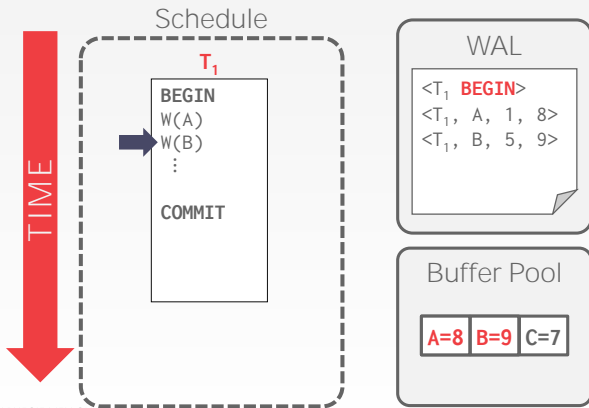 Schedule
TIME
T1
BEGIN
W(A)
W(B)
⋮
COMMIT
WAL
<T1 BEGIN>
<T1, A, 1, 8>
<T1, B, 5, 9>
Buffer Pool
A=8 B=9 C=7